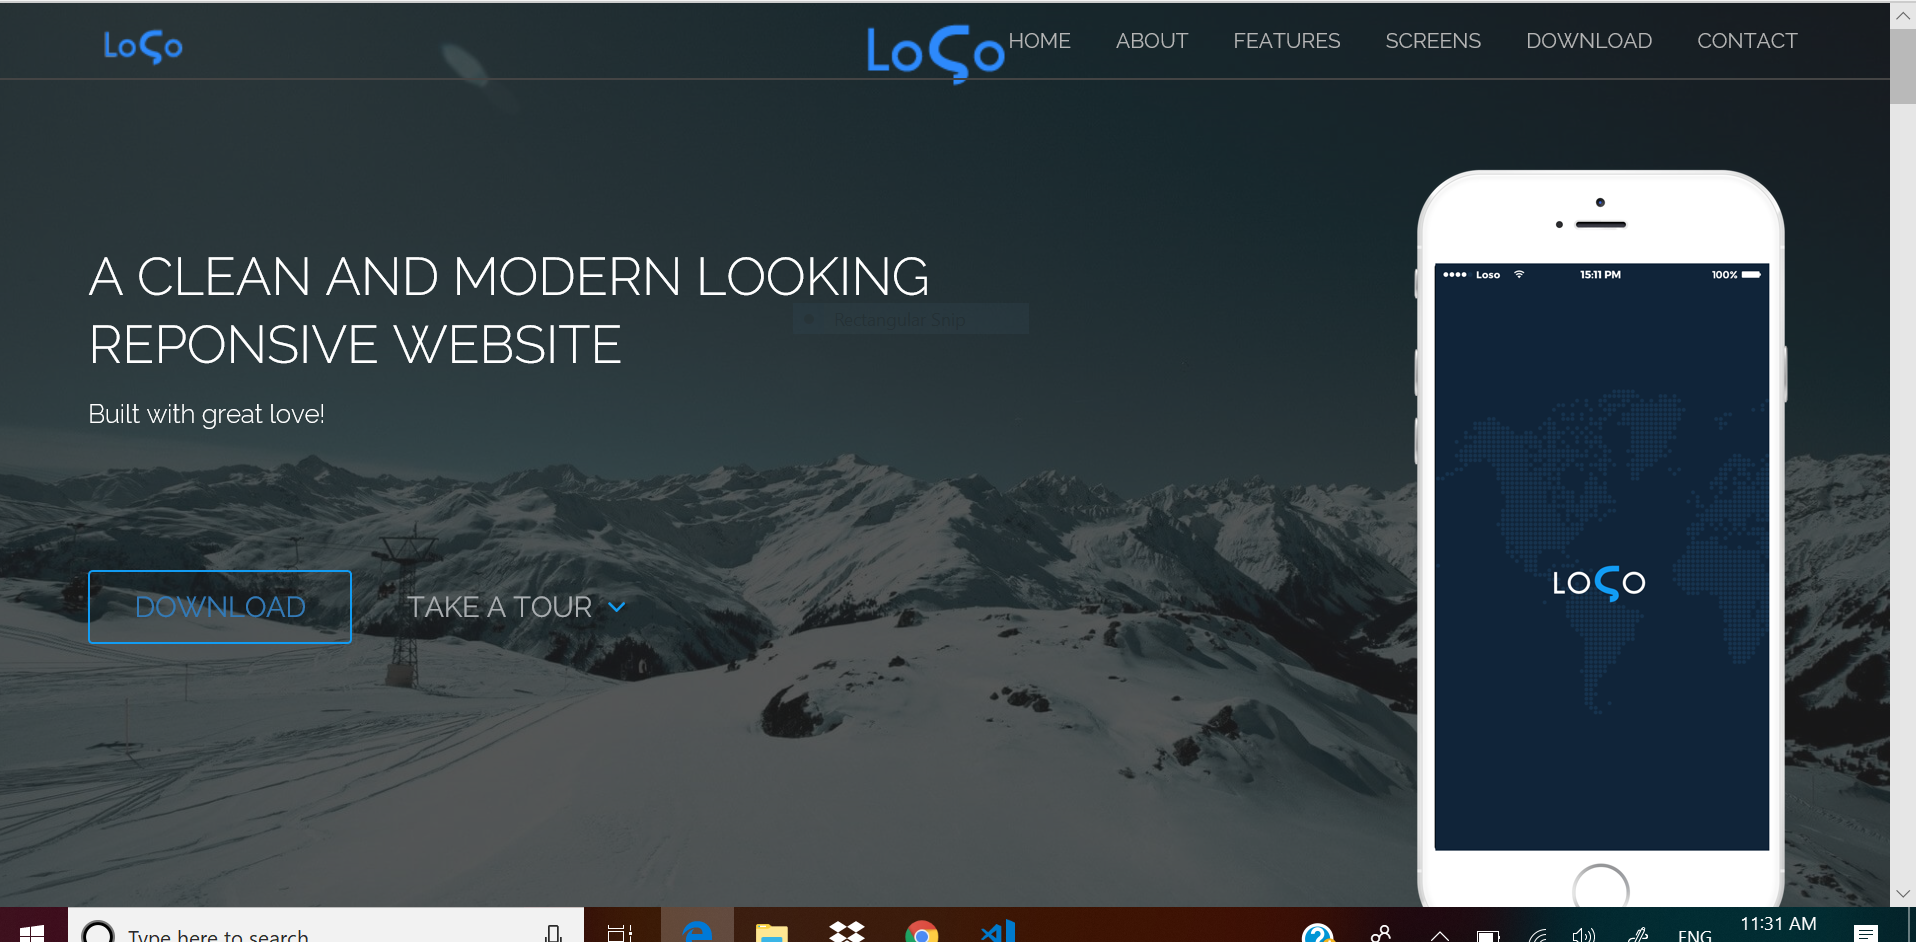 LoSo
LoSo HOME ABOUT FEATURES SCREENS DOWNLOAD CONTACT
A CLEAN AND MODERN LOOKING
REPONSIVE WEBSITE
Rectangular Snip
Built with great love!
DOWNLOAD TAKE A TOUR
Loso 15:11 PM 100%
LOSO
Type here to search
ENG
11:31 AM